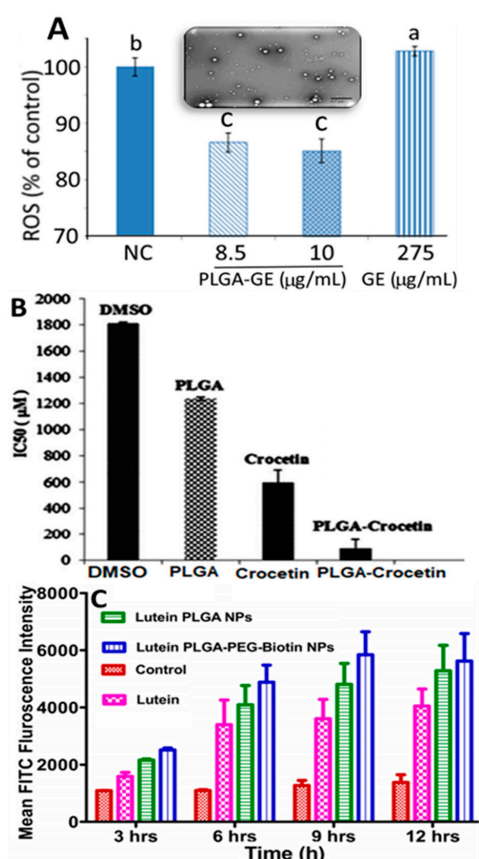 A
ROS (% of control)
100
90
80
70
b
C
C
a
NC
8.5
10
275
PLGA-GE (μg/mL)
GE (μg/mL)
B
IC50 (μM)
1800
1600
1400
1200
1000
800
600
400
200
0
DMSO
PLGA
Crocetin
PLGA-Crocetin
DMSO
PLGA
Crocetin
PLGA-Crocetin
C
Mean FITC Fluroscence Intensity
8000
6000
4000
2000
0
Lutein PLGA NPs
Lutein PLGA-PEG-Biotin NPs
Control
Lutein
3 hrs
6 hrs
9 hrs
12 hrs
Time (h)